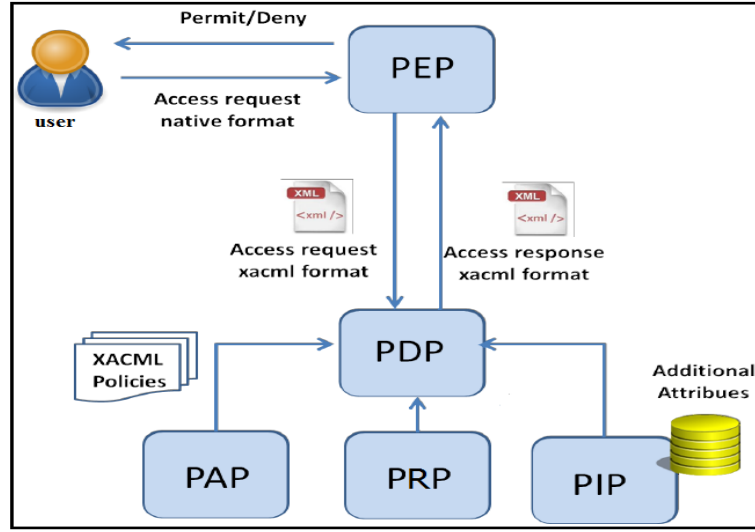 Permit/Deny
PEP
Access request
native format
user
XML
<xml />
Access request
xacml format
XML
<xml />
Access response
xacml format
XACML
Policies
PDP
Additional
Attribues
PAP
PRP
PIP